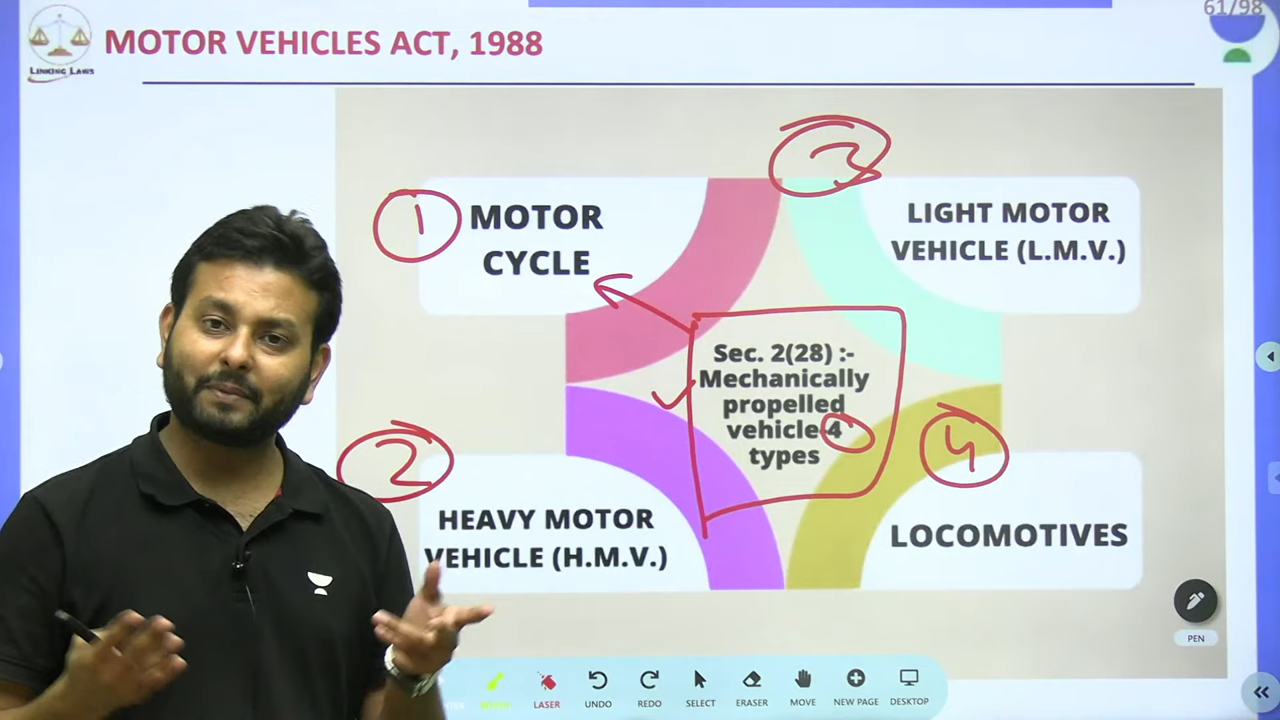 61/98
LINKING LAWS
MOTOR VEHICLES ACT, 1988
1
MOTOR
CYCLE
3
LIGHT MOTOR
VEHICLE (L.M.V.)
Sec. 2(28) :-
Mechanically
propelled
vehicle-4
types
2
HEAVY MOTOR
VEHICLE (H.M.V.)
4
LOCOMOTIVES
PEN
LASER
UNDO
REDO
SELECT
ERASER
MOVE
NEW PAGE
DESKTOP